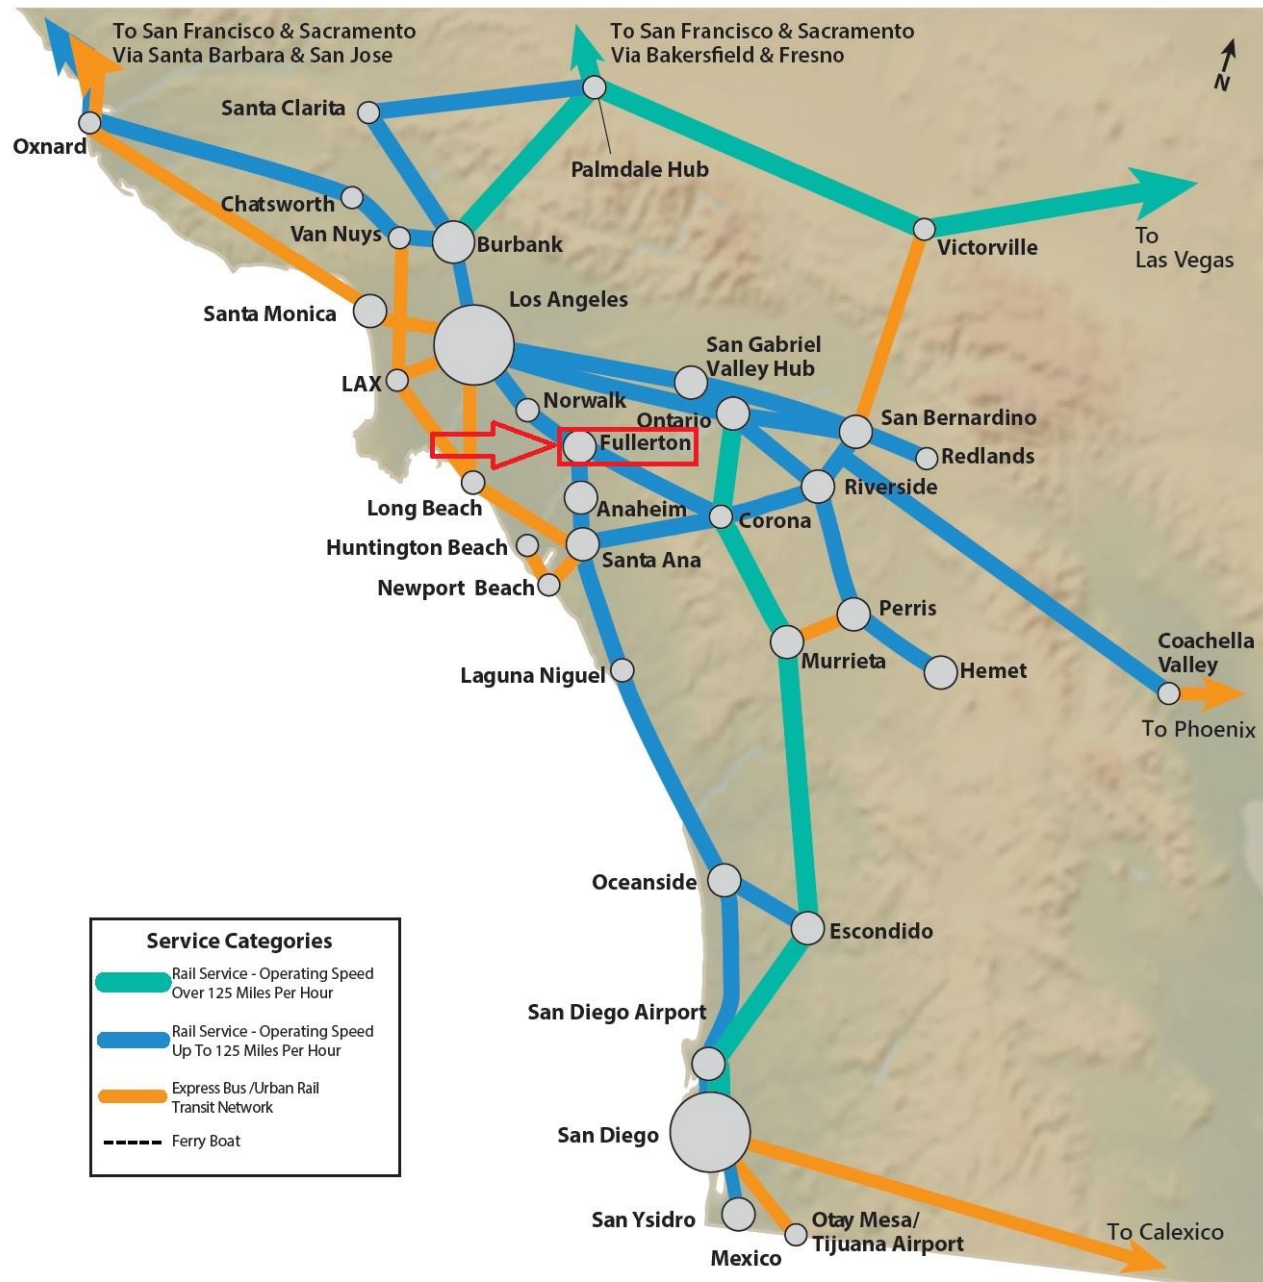 To San Francisco & Sacramento
Via Santa Barbara & San Jose
To San Francisco & Sacramento
Via Bakersfield & Fresno
N
Santa Clarita
Oxnard
Palmdale Hub
Chatsworth
Van Nuys
Burbank
Victorville
To
Las Vegas
Los Angeles
Santa Monica
San Gabriel
Valley Hub
LAX
Norwalk
Ontario
San Bernardino
Fullerton
Redlands
Riverside
Long Beach
Anaheim
Corona
Huntington Beach
Santa Ana
Newport Beach
Perris
Murrieta
Hemet
Coachella
Valley
Laguna Niguel
To Phoenix
Oceanside
Escondido
Service Categories
Rail Service - Operating Speed
Over 125 Miles Per Hour
Rail Service - Operating Speed
Up To 125 Miles Per Hour
Express Bus /Urban Rail
Transit Network
Ferry Boat
San Diego Airport
San Diego
San Ysidro
Otay Mesa/
Tijuana Airport
Mexico
To Calexico